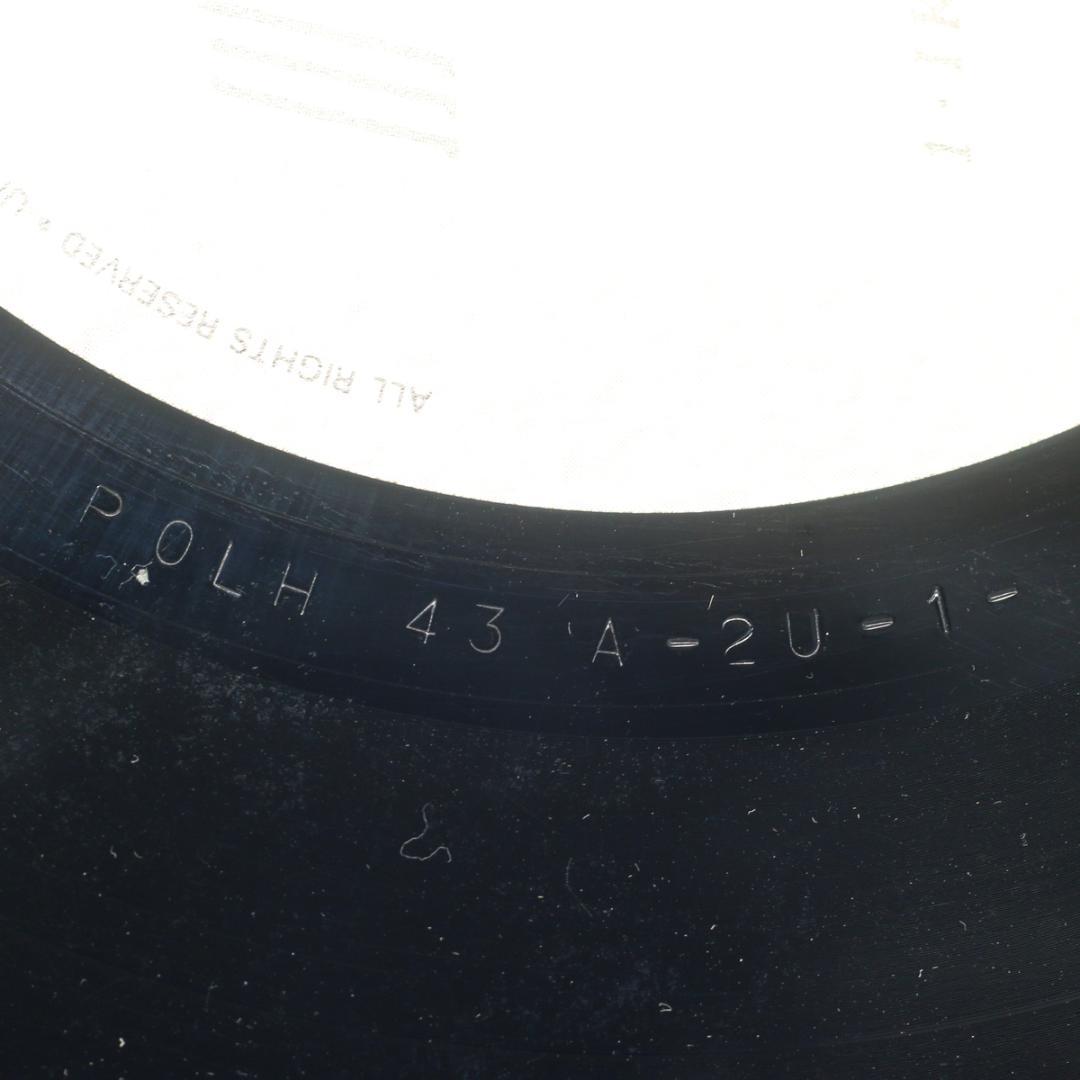 ALL RIGHTS RESERVED •
POLH 43 A-2U-1-